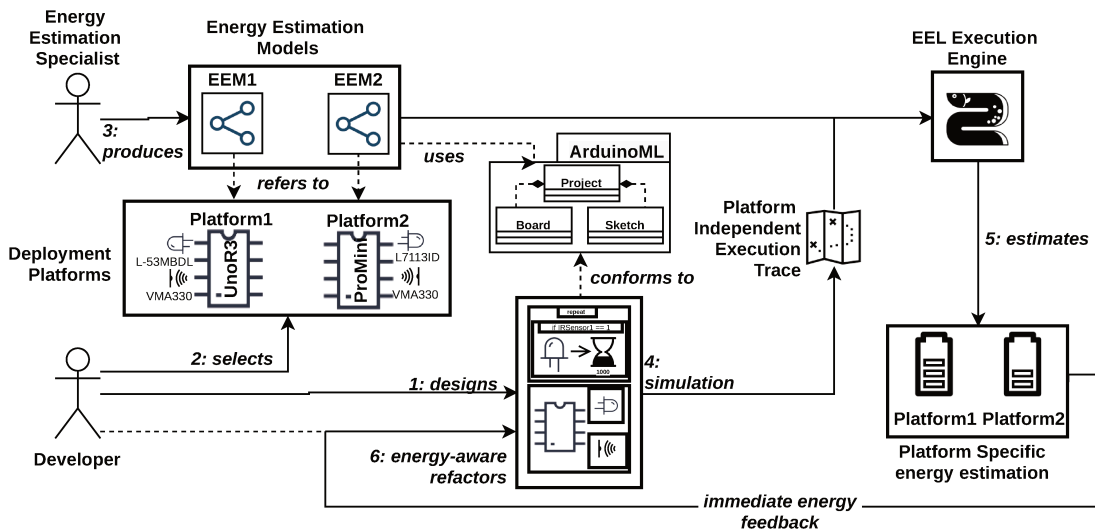 Energy
Estimation
Specialist
3:
produces
Energy Estimation
Models
EEM1
EEM2
uses
refers to
ArduinoML
Project
Board
Sketch
EEL Execution
Engine
Deployment
Platforms
Platform1
L-53MBDL
UnoR3
VMA330
Platform2
ProMini
L7113ID
VMA330
Platform
Independent
Execution
Trace
5: estimates
conforms to
2: selects
1: designs
repeat
if IRSensor1 == 1
1000
4:
simulation
Developer
6: energy-aware
refactors
Platform1 Platform2
Platform Specific
energy estimation
immediate energy
feedback